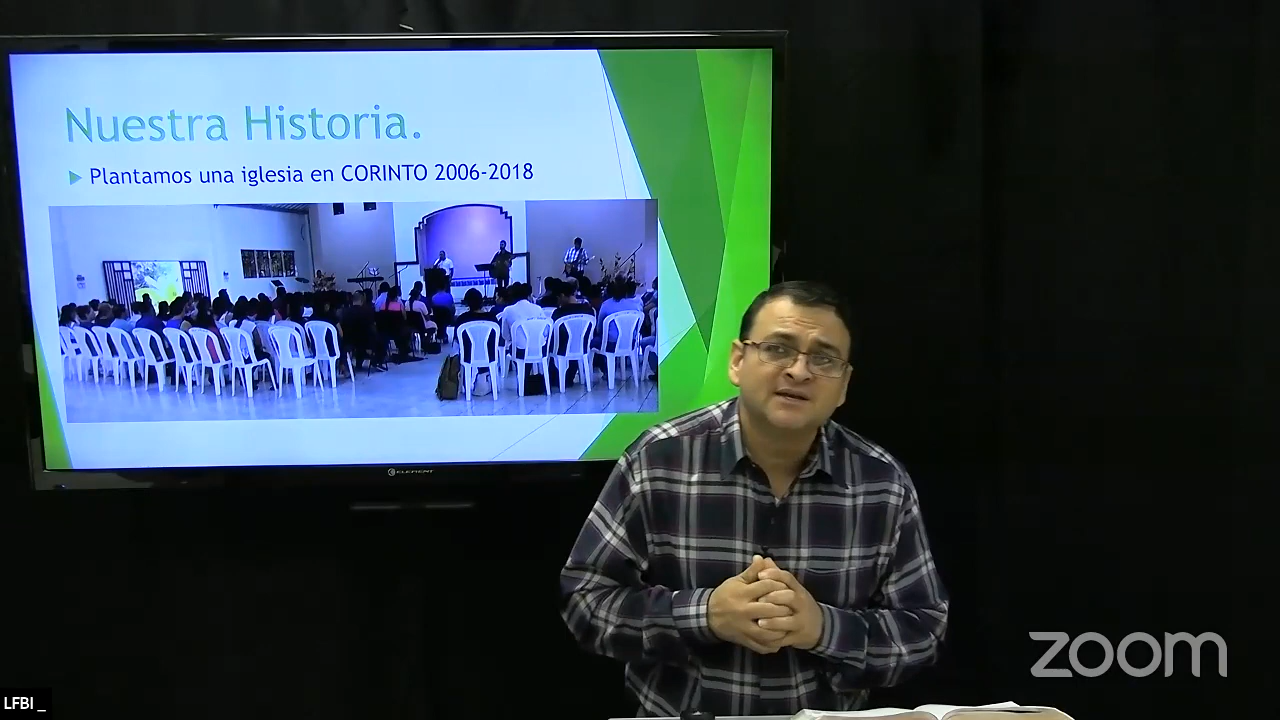 Nuestra Historia.
Plantamos una iglesia en CORINTO 2006-2018
ELEMENT
zoom
LFBI _